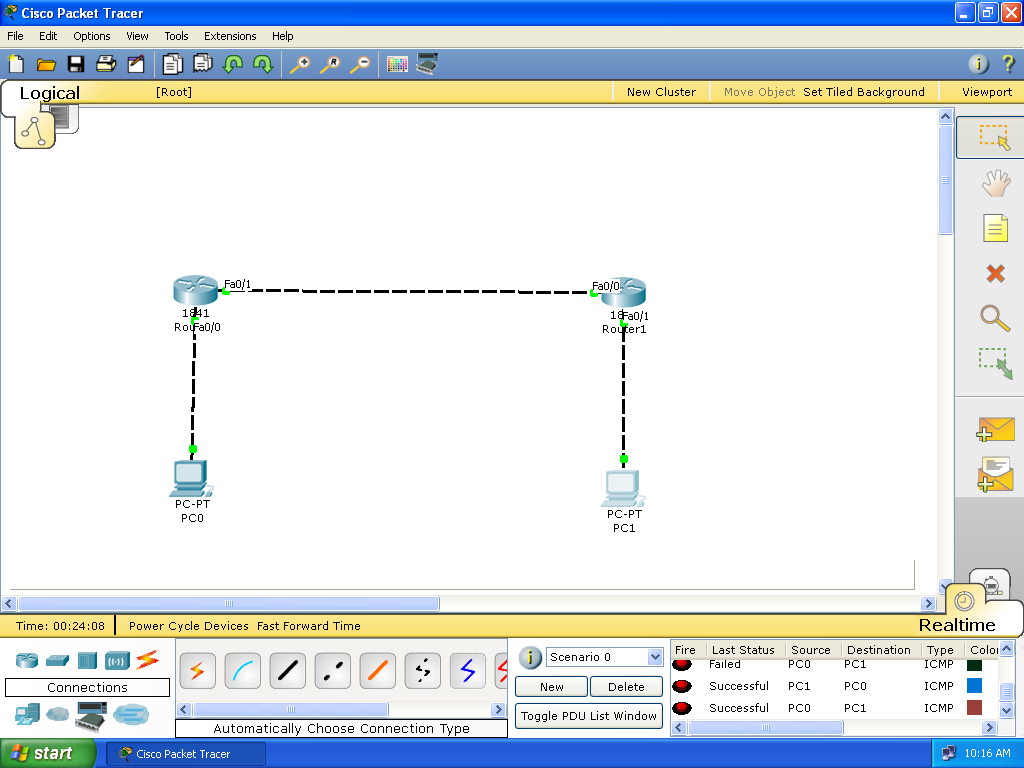 Cisco Packet Tracer
File Edit Options View Tools Extensions Help
Logical [Root] New Cluster Move Object Set Tiled Background Viewport
Fa0/1
Fa0/0
1841
Fa0/1
Fa0/0
Router1
PC-PT
PC0
PC-PT
PC1
Time: 00:24:08 Power Cycle Devices Fast Forward Time
Realtime
Connections
Automatically Choose Connection Type
Scenario 0
New Delete
Toggle PDU List Window
Fire Last Status Source Destination Type Color
Failed PC0 PC1 ICMP
Successful PC1 PC0 ICMP
Successful PC0 PC1 ICMP
start Cisco Packet Tracer 10:16 AM